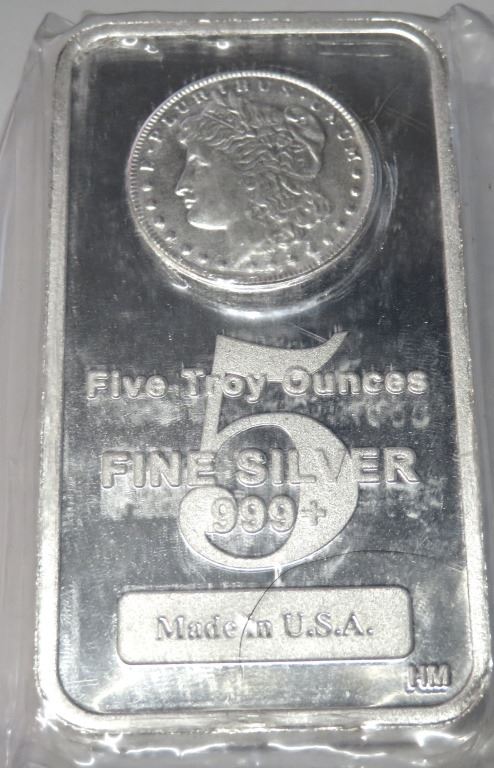 E·PLURIBUS·UNUM
5
Five Troy Ounces
FINE SILVER
999+
Made in U.S.A.
HM